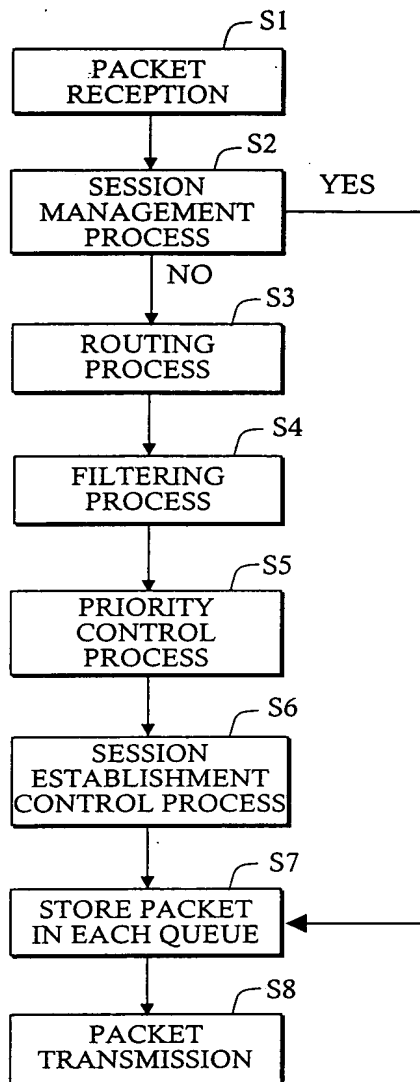 S1
PACKET
RECEPTION
S2
SESSION
MANAGEMENT
PROCESS
YES
NO
S3
ROUTING
PROCESS
S4
FILTERING
PROCESS
S5
PRIORITY
CONTROL
PROCESS
S6
SESSION
ESTABLISHMENT
CONTROL PROCESS
S7
STORE PACKET
IN EACH QUEUE
S8
PACKET
TRANSMISSION